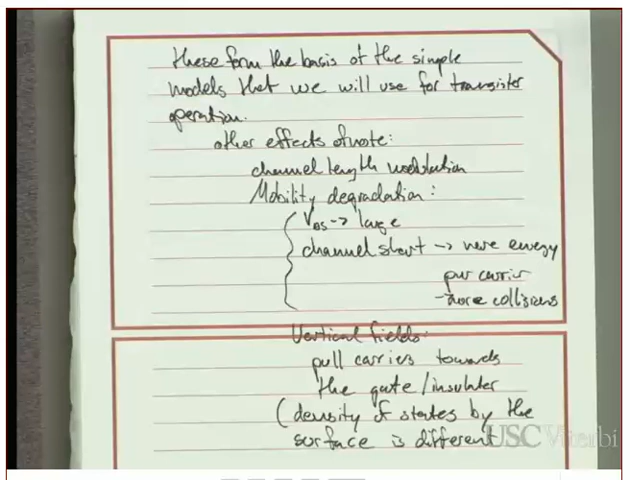 these form the basis of the simple
models that we will use for transister
operation.
other effects of note:
channel length modulation
Mobility degradation:
VDS -> large
channel short -> more energy
per carrier
-> more collisions
Vertical fields:
pull carriers towards
the gate/insulator
(density of states by the
surface is different
USC Viterbi